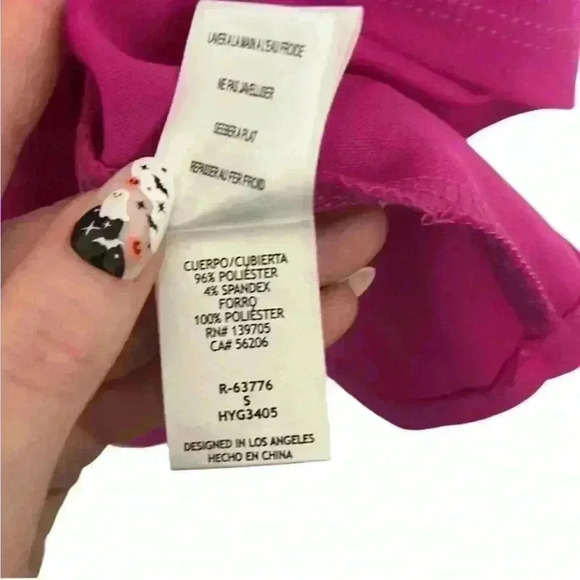 LAVER A LA MAIN A L'EAU FROIDE
NE PAS JAVELLISER
SEEBER A PLAT
REPASSER AU FER FROID
CUERPO/CUBIERTA
96% POLIÉSTER
4% SPANDEX
FORRO
100% POLIÉSTER
RN# 139705
CA# 56206
R-63776
S
HYG3405
DESIGNED IN LOS ANGELES
HECHO EN CHINA